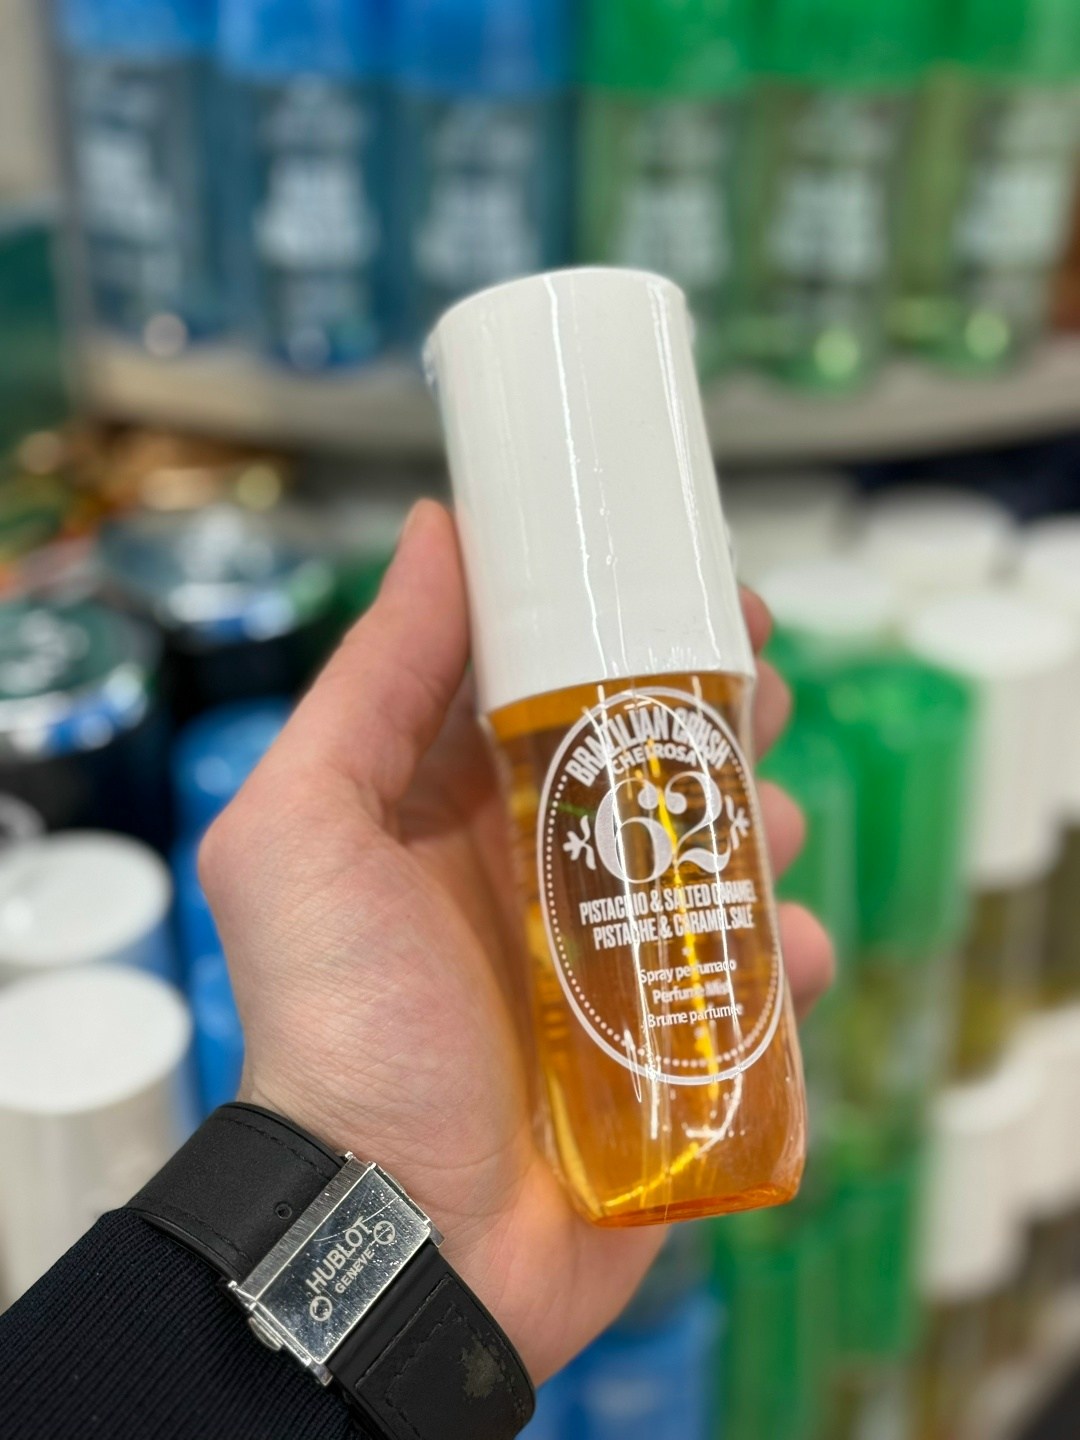 BRAZILIAN CRUSH
CHEIROSA
62
PISTACHIO & SALTED CARAMEL
PISTACHE & CARAMEL SALÉ
Spray perfumado
Perfume Mist
Brume parfumée
HUBLOT
GENEVE